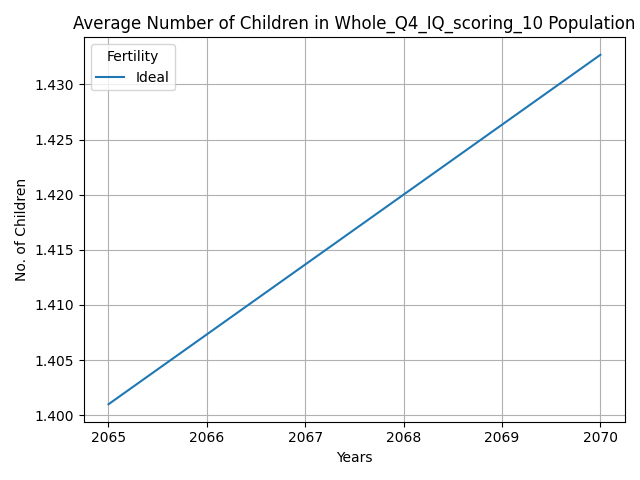 Average Number of Children in Whole_Q4_IQ_scoring_10 Population
Fertility
Ideal
No. of Children
1.430
1.425
1.420
1.415
1.410
1.405
1.400
2065 2066 2067 2068 2069 2070
Years